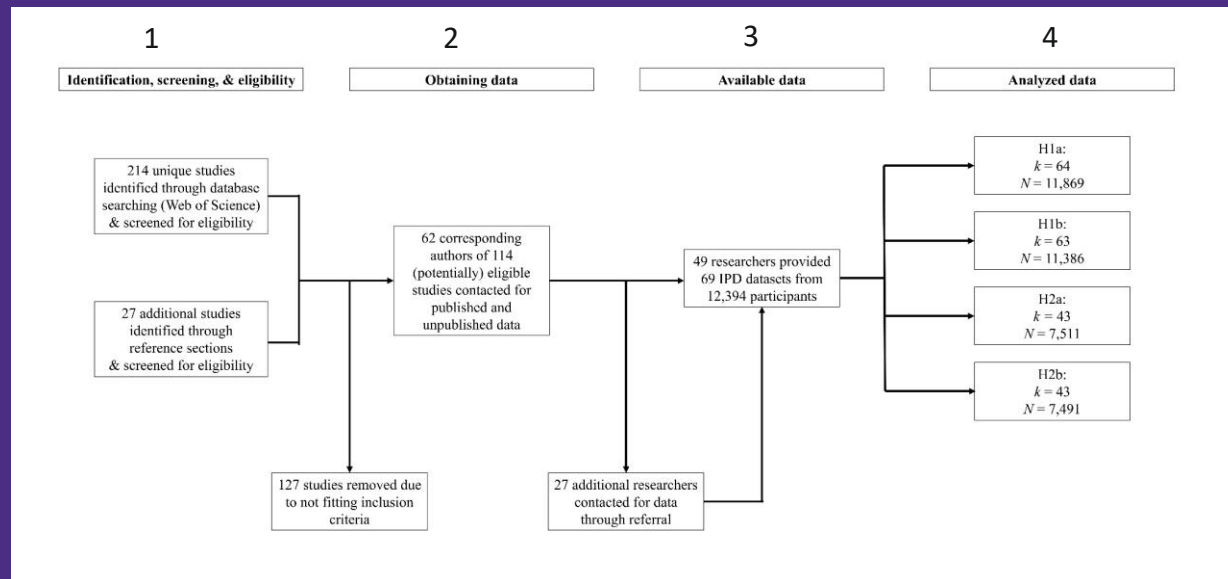 1
2
3
4
Identification, screening, & eligibility
Obtaining data
Available data
Analyzed data
214 unique studies
identified through database
searching (Web of Science)
& screened for eligibility
27 additional studies
identified through
reference sections
& screened for eligibility
127 studies removed due
to not fitting inclusion
criteria
62 corresponding
authors of 114
(potentially) eligible
studies contacted for
published and
unpublished data
27 additional researchers
contacted for data
through referral
49 researchers provided
69 IPD datasets from
12,394 participants
H1a:
k = 64
N = 11,869
H1b:
k = 63
N = 11,386
H2a:
k = 43
N = 7,511
H2b:
k = 43
N = 7,491